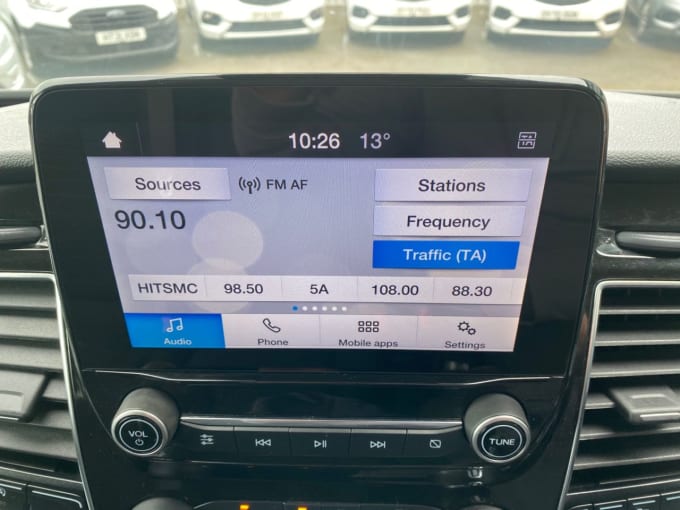 10:26 13° TA
Sources FM AF Stations
90.10 Frequency
Traffic (TA)
HITSMC 98.50 5A 108.00 88.30
Audio Phone Mobile apps Settings
VOL TUNE